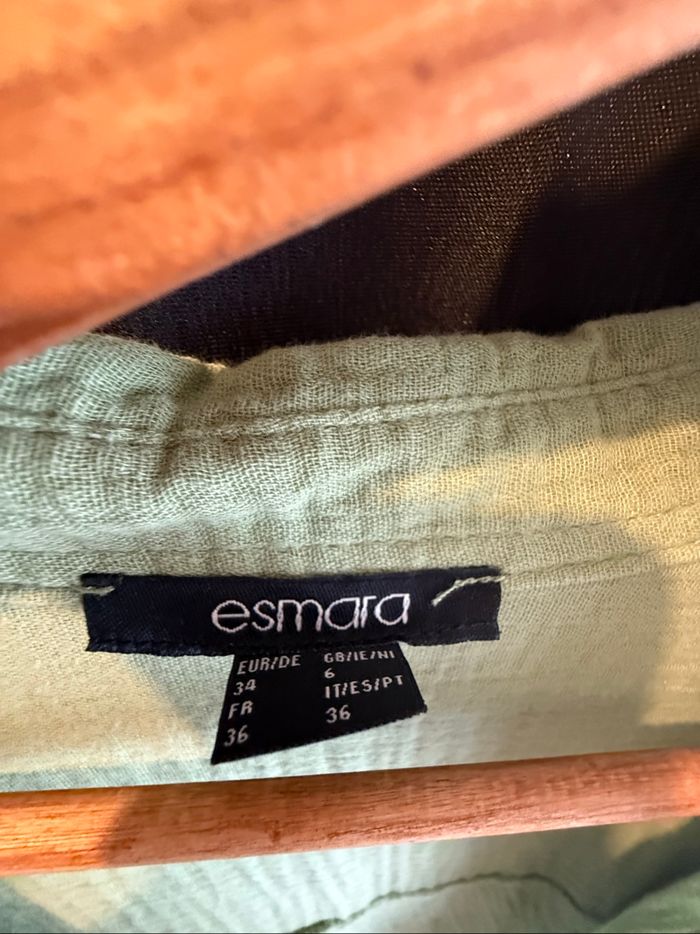 esmara
EUR/DE GB/IE/NI
34 6
FR IT/ES/PT
36 36